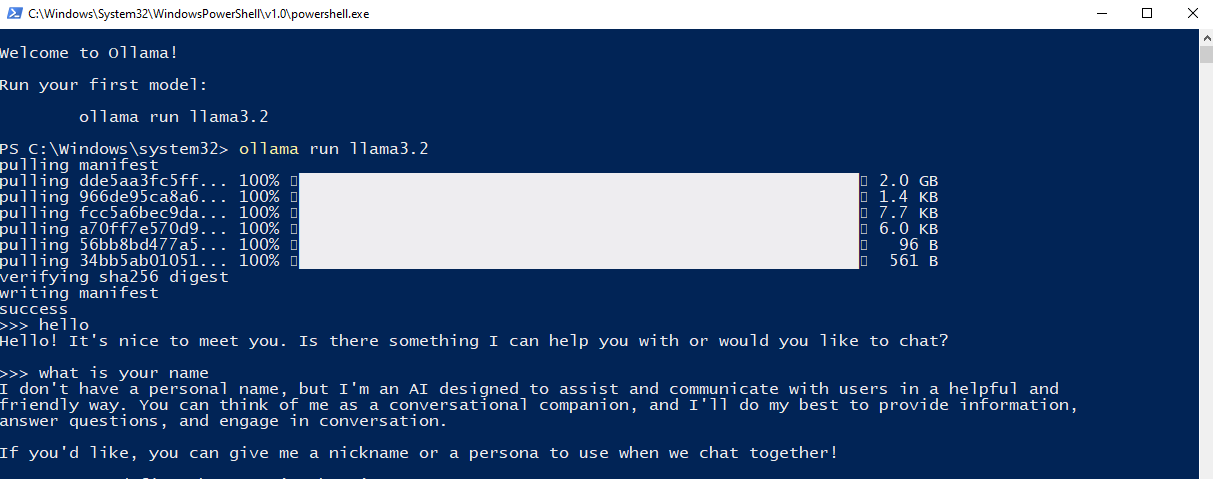 C:\Windows\System32\WindowsPowerShell\v1.0\powershell.exe
Welcome to Ollama!
Run your first model:
ollama run llama3.2
PS C:\Windows\system32> ollama run llama3.2
pulling manifest
pulling dde5aa3fc5ff... 100% 2.0 GB
pulling 966de95ca8a6... 100% 1.4 KB
pulling fcc5a6bec9da... 100% 7.7 KB
pulling a70ff7e570d9... 100% 6.0 KB
pulling 56bb8bd477a5... 100% 96 B
pulling 34bb5ab01051... 100% 561 B
verifying sha256 digest
writing manifest
success
>>> hello
Hello! It's nice to meet you. Is there something I can help you with or would you like to chat?
>>> what is your name
I don't have a personal name, but I'm an AI designed to assist and communicate with users in a helpful and
friendly way. You can think of me as a conversational companion, and I'll do my best to provide information,
answer questions, and engage in conversation.
If you'd like, you can give me a nickname or a persona to use when we chat together!